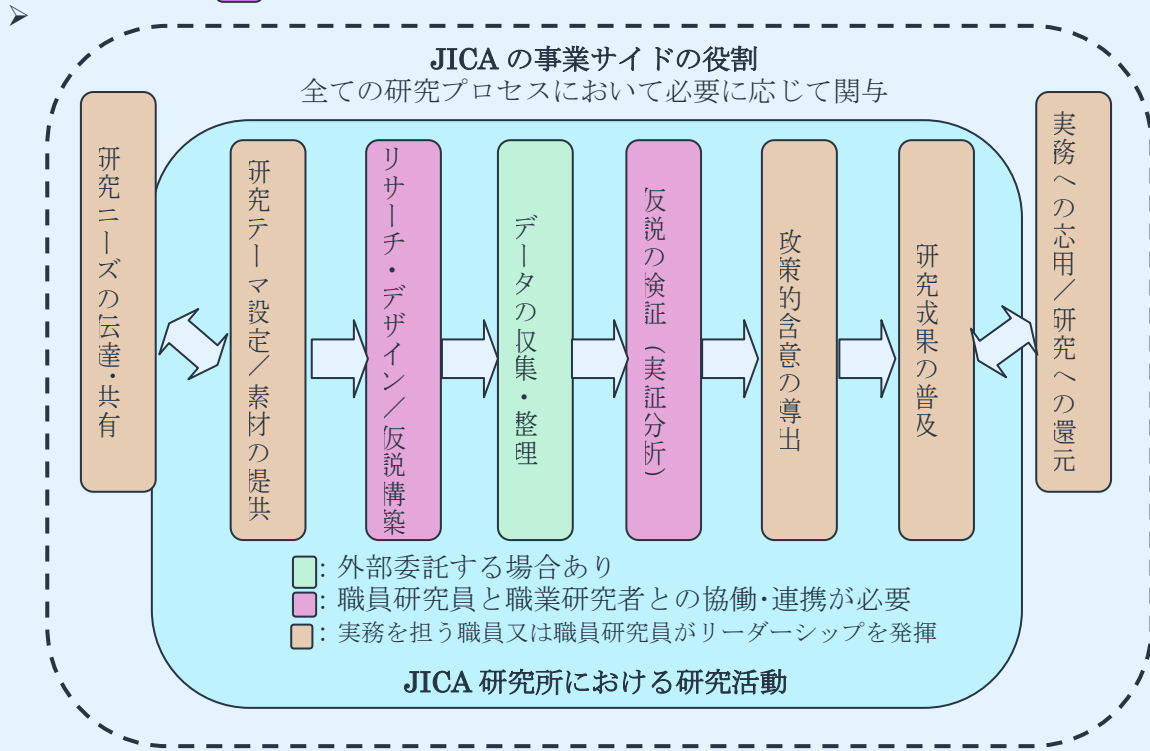 ➢
JICA の事業サイドの役割
全ての研究プロセスにおいて必要に応じて関与
研究ニーズの伝達・共有
研究テーマ設定／素材の提供
リサーチ・デザイン／仮説構築
データの収集・整理
仮説の検証（実証分析）
政策的含意の導出
研究成果の普及
実務への応用／研究への還元
：外部委託する場合あり
：職員研究員と職業研究者との協働・連携が必要
：実務を担う職員又は職員研究員がリーダーシップを発揮
JICA 研究所における研究活動